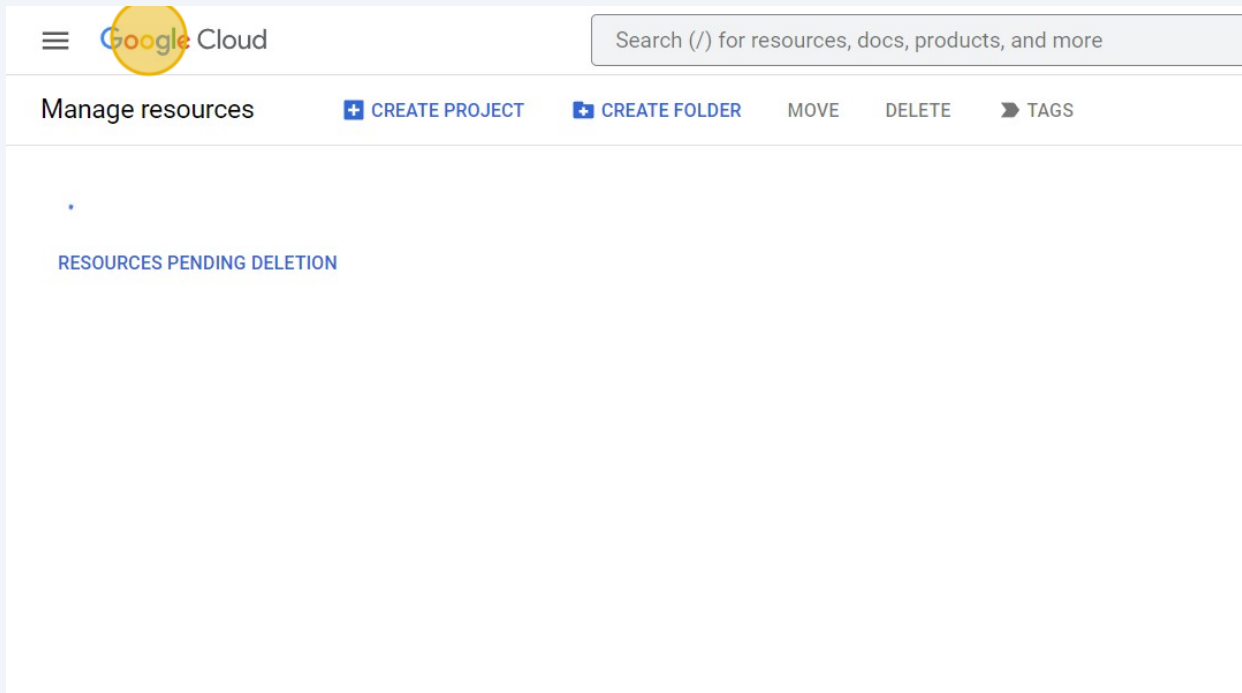 Google Cloud
Search (/) for resources, docs, products, and more
Manage resources
CREATE PROJECT
CREATE FOLDER
MOVE
DELETE
TAGS
RESOURCES PENDING DELETION